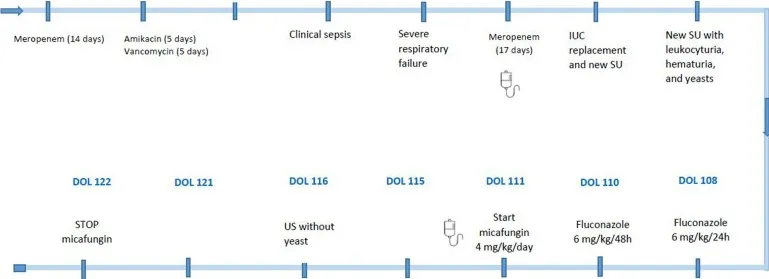 Meropenem (14 days)
Amikacin (5 days)
Vancomycin (5 days)
Clinical sepsis
Severe
respiratory
failure
Meropenem
(17 days)
IUC
replacement
and new SU
New SU with
leukocyturia,
hematuria,
and yeasts
DOL 122
DOL 121
DOL 116
DOL 115
DOL 111
DOL 110
DOL 108
STOP
micafungin
US without
yeast
Start
micafungin
4 mg/kg/day
Fluconazole
6 mg/kg/48h
Fluconazole
6 mg/kg/24h